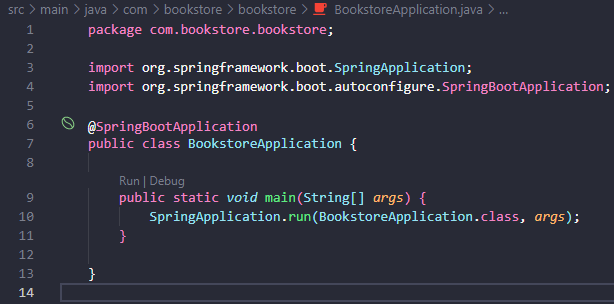 src > main > java > com > bookstore > bookstore > BookstoreApplication.java > ...
1 package com.bookstore.bookstore;
2
3 import org.springframework.boot.SpringApplication;
4 import org.springframework.boot.autoconfigure.SpringBootApplication;
5
6 @SpringBootApplication
7 public class BookstoreApplication {
8
Run | Debug
9 public static void main(String[] args) {
10 SpringApplication.run(BookstoreApplication.class, args);
11 }
12
13 }
14